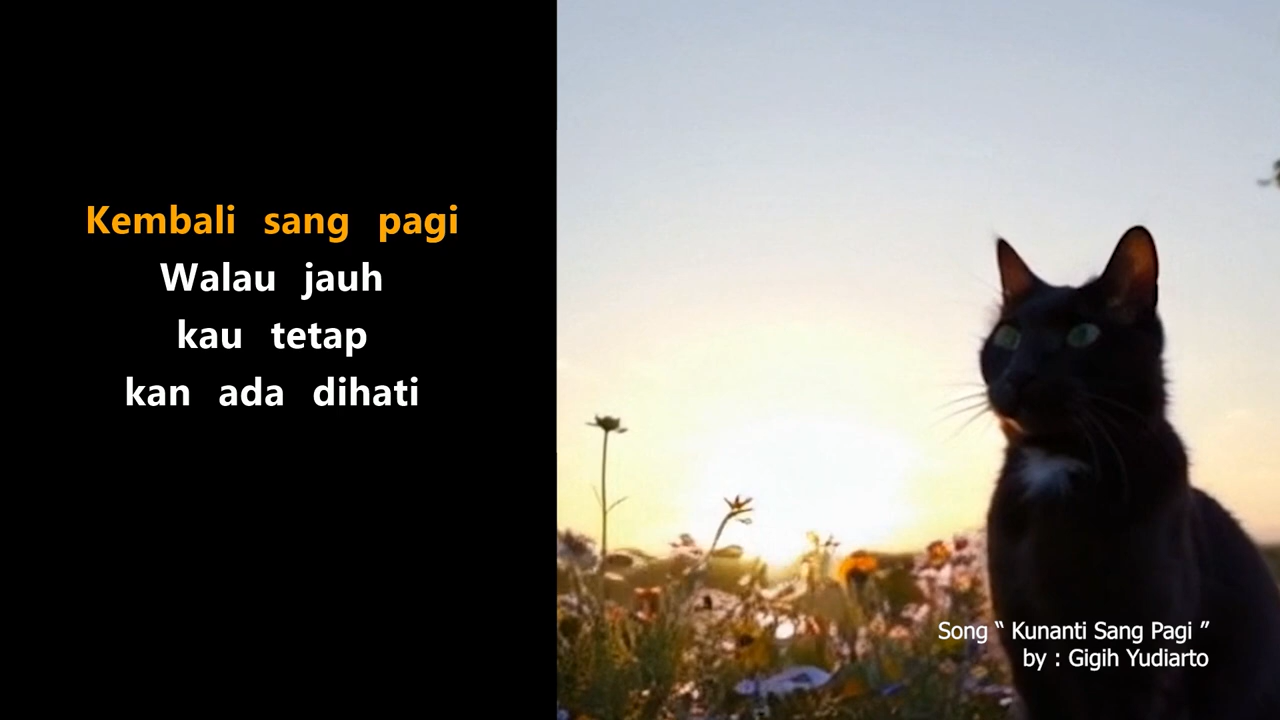 Kembali sang pagi
Walau jauh
kau tetap
kan ada dihati
Song “ Kunanti Sang Pagi ”
by : Gigih Yudiarto